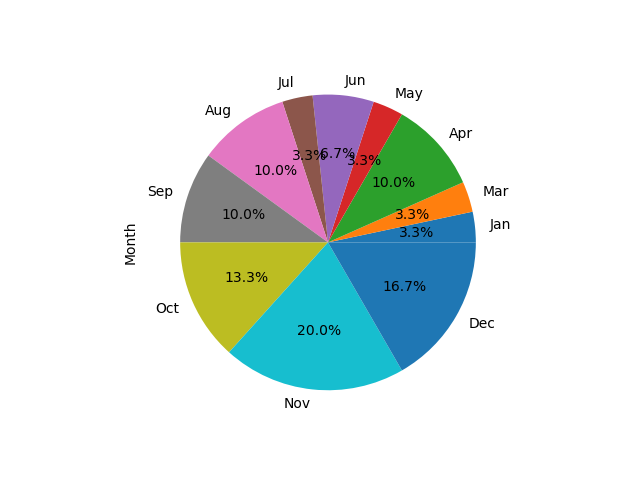 Jun
Jul
May
Aug
Apr
6.7%
3.3%
3.3%
10.0%
10.0%
Sep
Mar
10.0%
3.3%
Jan
3.3%
Month
13.3%
16.7%
Oct
Dec
20.0%
Nov